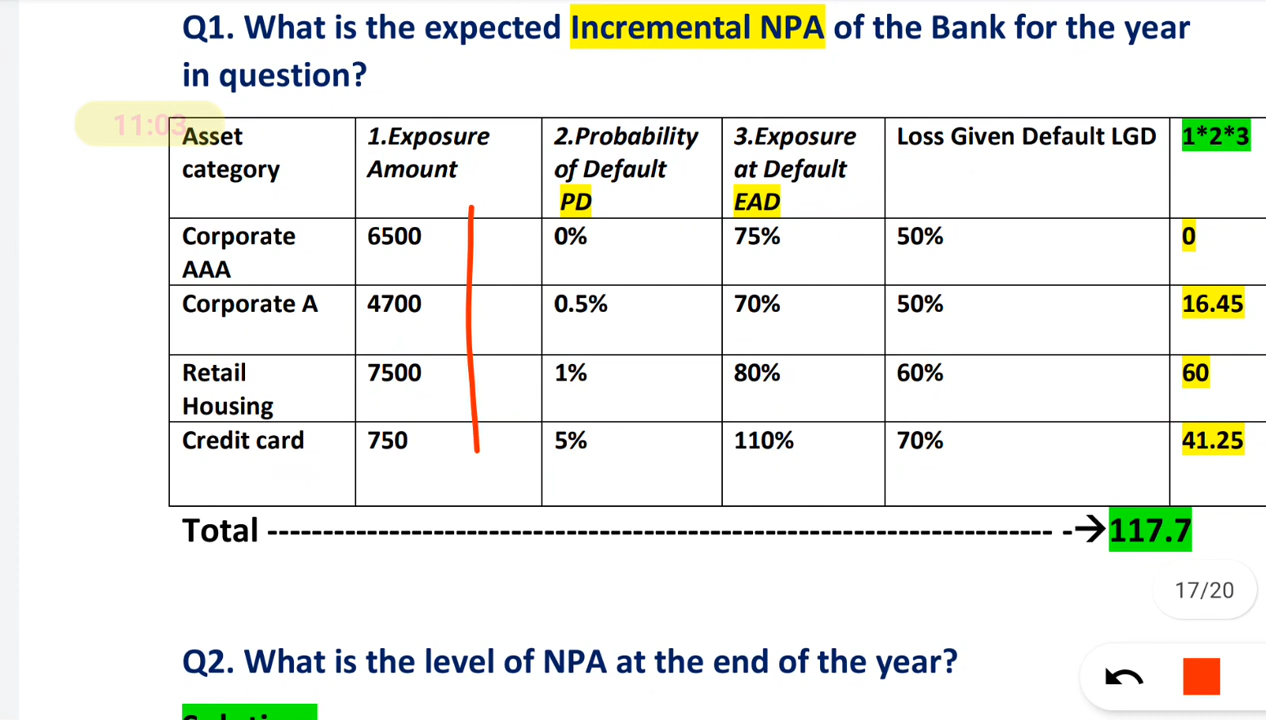 Q1. What is the expected Incremental NPA of the Bank for the year
in question?
11:03
Asset category 1.Exposure Amount 2.Probability of Default PD 3.Exposure at Default EAD Loss Given Default LGD 1*2*3
Corporate AAA 6500 0% 75% 50% 0
Corporate A 4700 0.5% 70% 50% 16.45
Retail Housing 7500 1% 80% 60% 60
Credit card 750 5% 110% 70% 41.25
Total ----------------------------------------------------------------------- -→117.7
17/20
Q2. What is the level of NPA at the end of the year?